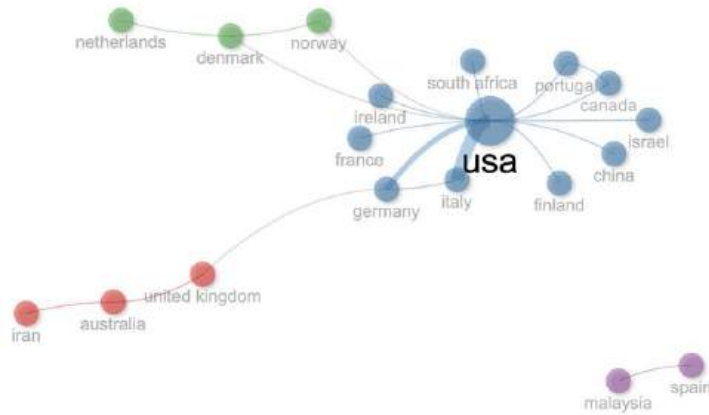 netherlands
norway
denmark
south africa
portugal
canada
ireland
israel
france
usa
china
germany
italy
finland
united kingdom
australia
iran
spain
malaysia